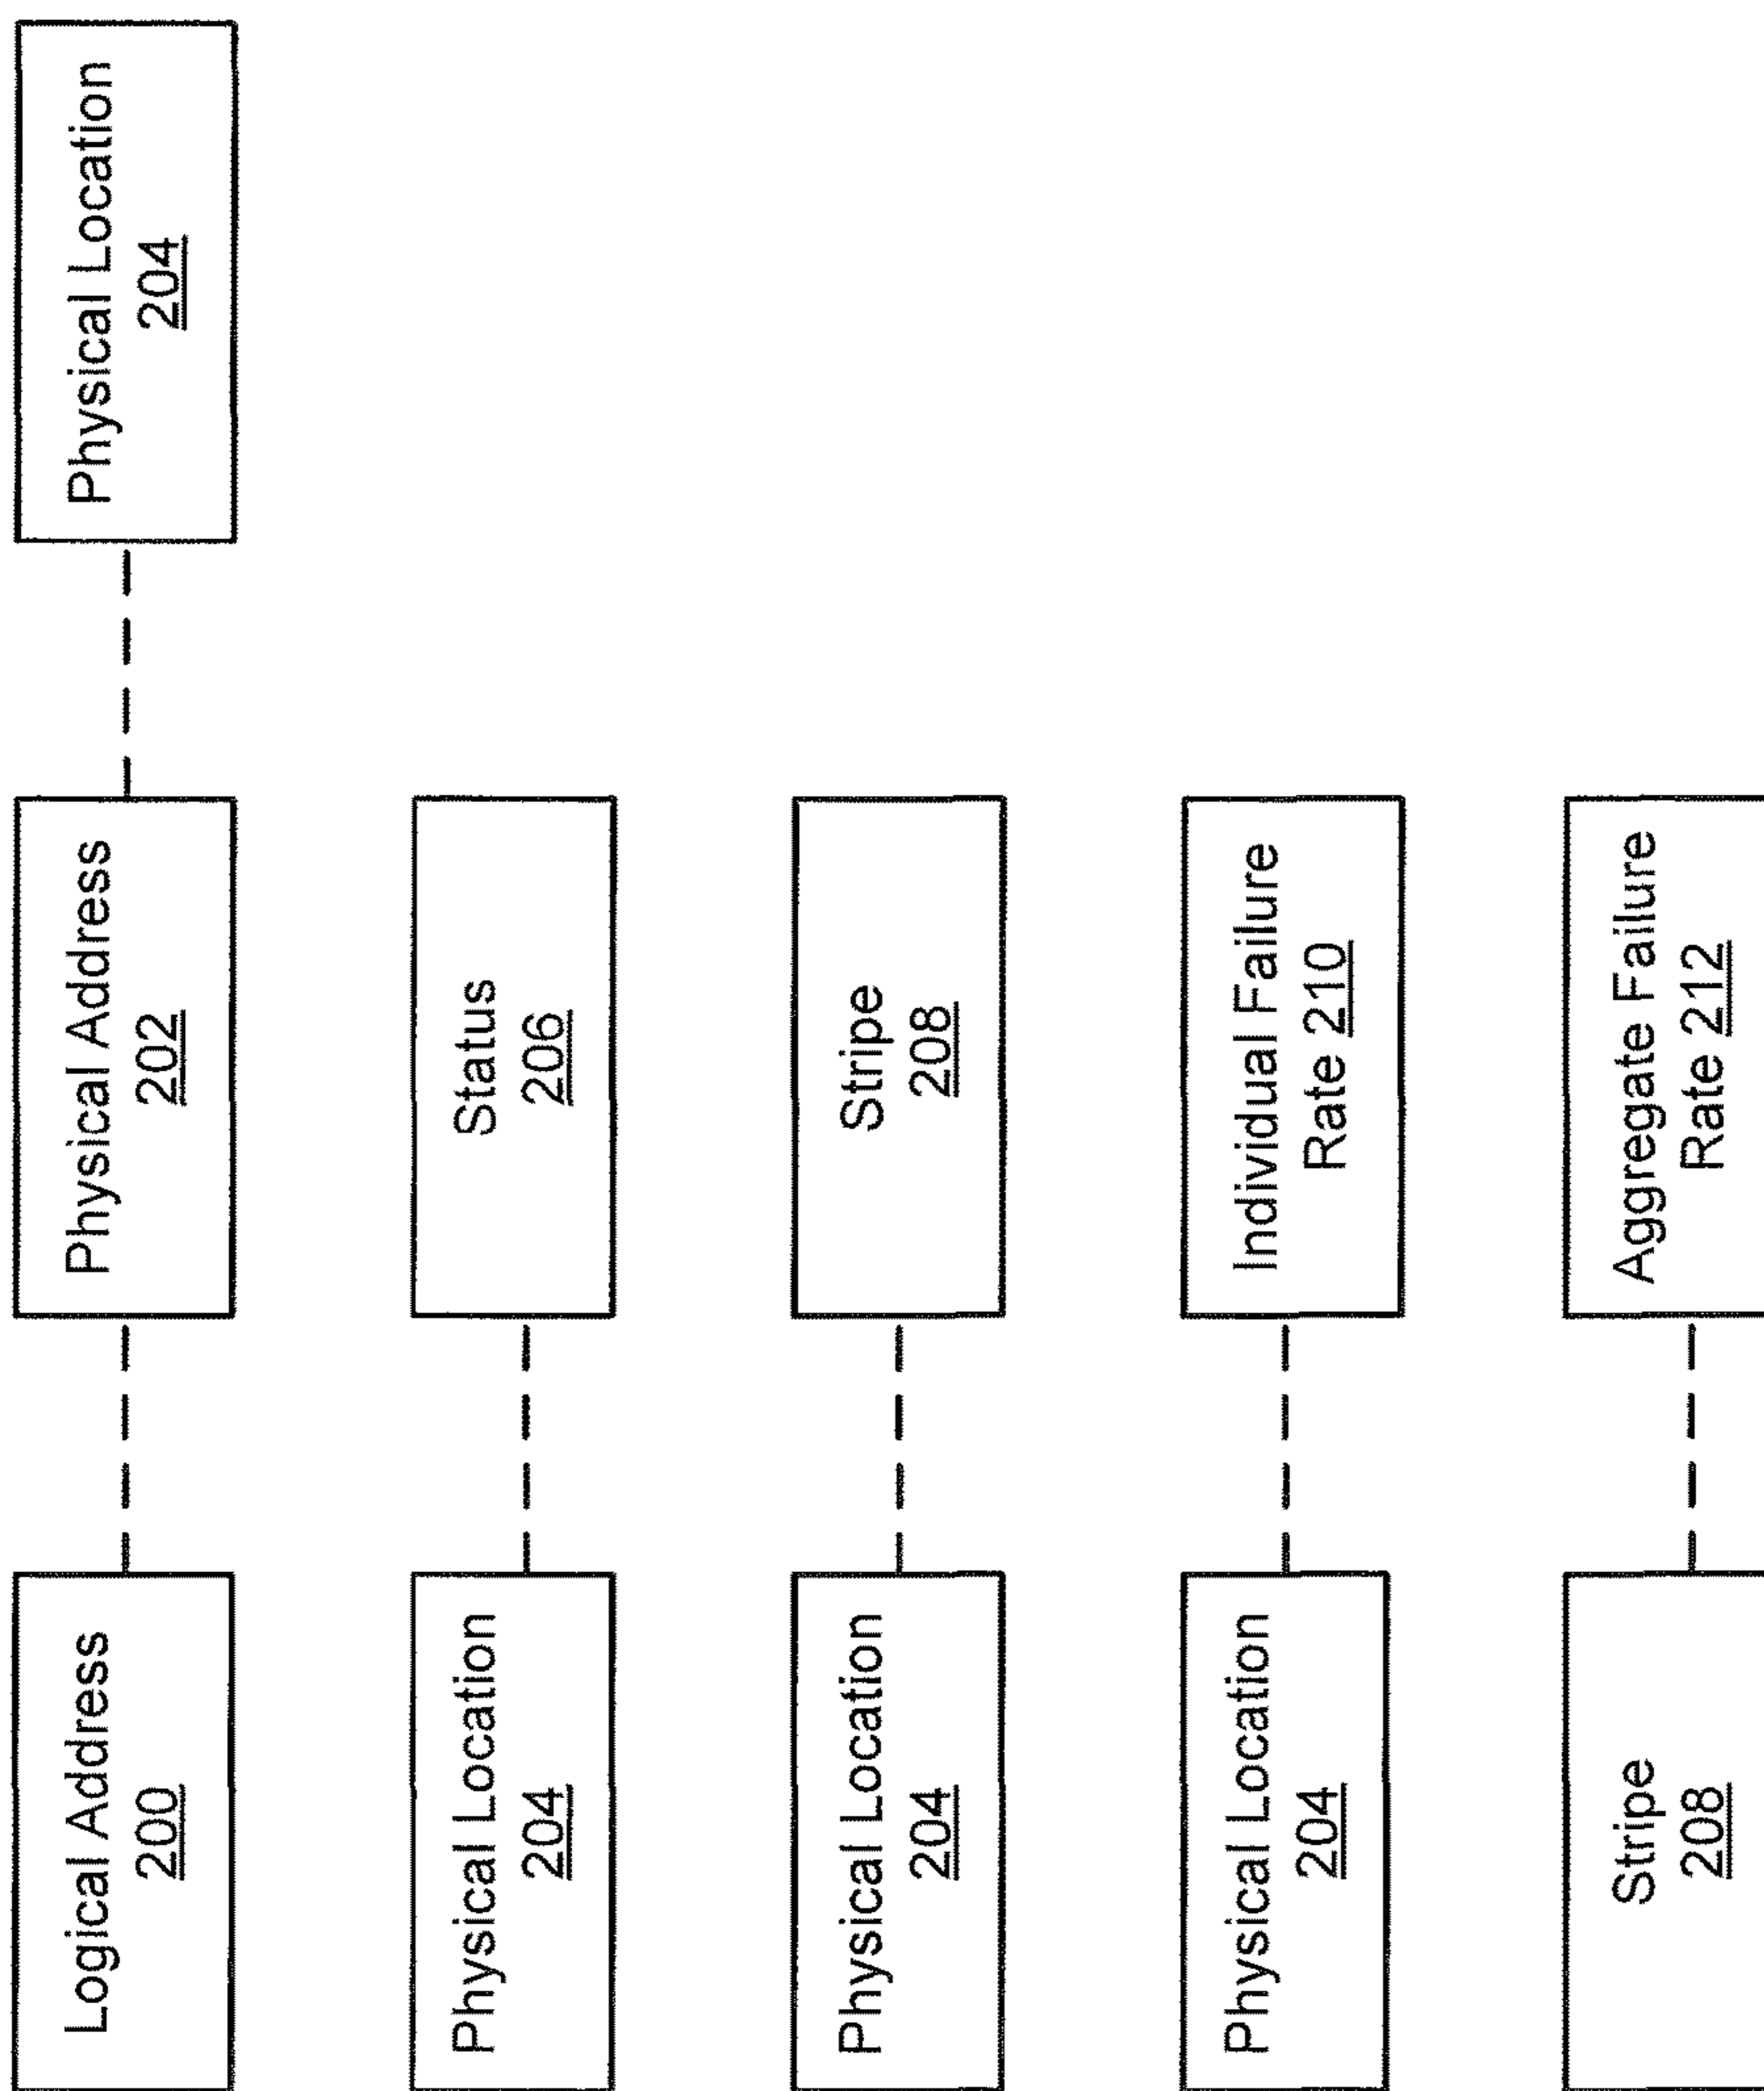 Logical Address
200
Physical Address
202
Physical Location
204
Physical Location
204
Status
206
Physical Location
204
Stripe
208
Physical Location
204
Individual Failure
Rate 210
Stripe
208
Aggregate Failure
Rate 212